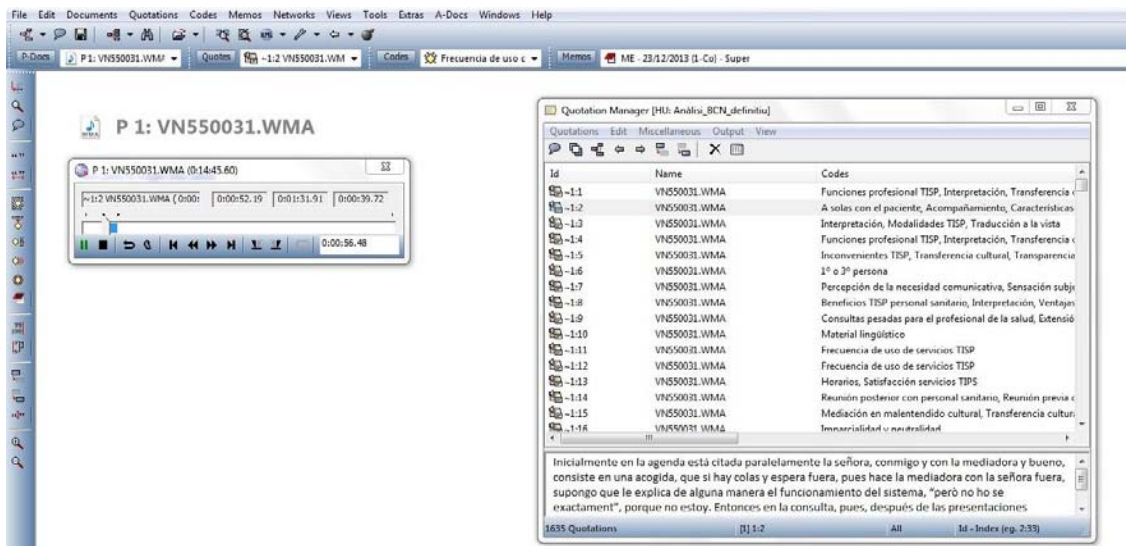 File Edit Documents Quotations Codes Memos Networks Views Tools Extras A-Docs Windows Help
P-Docs P 1: VN550031.WMA Quotes ~1:2 VN550031.WM Codes Frecuencia de uso c Memos ME - 23/12/2013 (1-Co) - Super
P 1: VN550031.WMA
P 1: VN550031.WMA (0:14:45.60)
~1:2 VN550031.WMA (0:00: 0:00:52.19 0:01:31.91 0:00:39.72
0:00:56.48
Quotation Manager [HU: Anàlisi_BCN_definitiu]
Quotations Edit Miscellaneous Output View
Id Name Codes
~1:1 VN550031.WMA Funciones profesional TISP, Interpretación, Transferencia
~1:2 VN550031.WMA A solas con el paciente, Acompañamiento, Características
~1:3 VN550031.WMA Interpretación, Modalidades TISP, Traducción a la vista
~1:4 VN550031.WMA Funciones profesional TISP, Interpretación, Transferencia
~1:5 VN550031.WMA Inconvenientes TISP, Transferencia cultural, Transparencia
~1:6 VN550031.WMA 1º o 3º persona
~1:7 VN550031.WMA Percepción de la necesidad comunicativa, Sensación subje
~1:8 VN550031.WMA Beneficios TISP personal sanitario, Interpretación, Ventajas
~1:9 VN550031.WMA Consultas pesadas para el profesional de la salud, Extensió
~1:10 VN550031.WMA Material lingüístico
~1:11 VN550031.WMA Frecuencia de uso de servicios TISP
~1:12 VN550031.WMA Frecuencia de uso de servicios TISP
~1:13 VN550031.WMA Horarios, Satisfacción servicios TIPS
~1:14 VN550031.WMA Reunión posterior con personal sanitario, Reunión previa
~1:15 VN550031.WMA Mediación en malentendido cultural, Transferencia cultur
~1:16 VN550031.WMA Imparcialidad y neutralidad
Inicialmente en la agenda está citada paralelamente la señora, conmigo y con la mediadora y bueno,
consiste en una acogida, que si hay colas y espera fuera, pues hace la mediadora con la señora fuera,
supongo que le explica de alguna manera el funcionamiento del sistema, "però no ho se
exactament", porque no estoy. Entonces en la consulta, pues, después de las presentaciones
1635 Quotations [1] 1:2 All Id - Index (eg. 2:33)